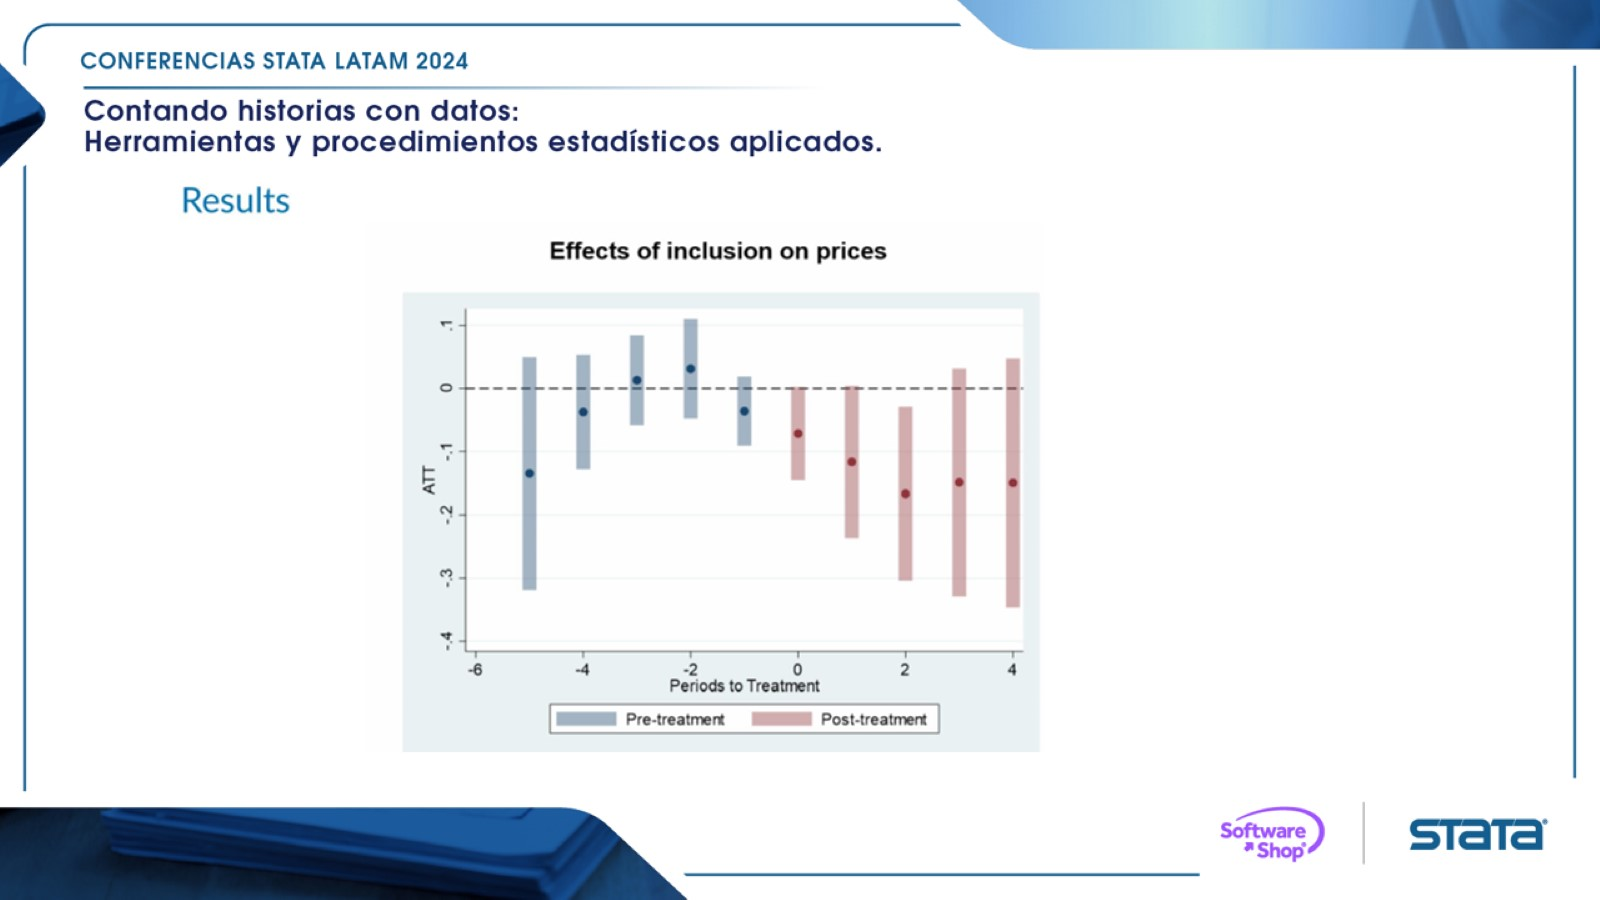 CONFERENCIAS STATA LATAM 2024
Contando historias con datos:
Herramientas y procedimientos estadísticos aplicados.
Results
Effects of inclusion on prices
.1
0
-.1
-.2
-.3
-.4
ATT
-6 -4 -2 0 2 4
Periods to Treatment
Pre-treatment Post-treatment
Software
Shop
STATA®